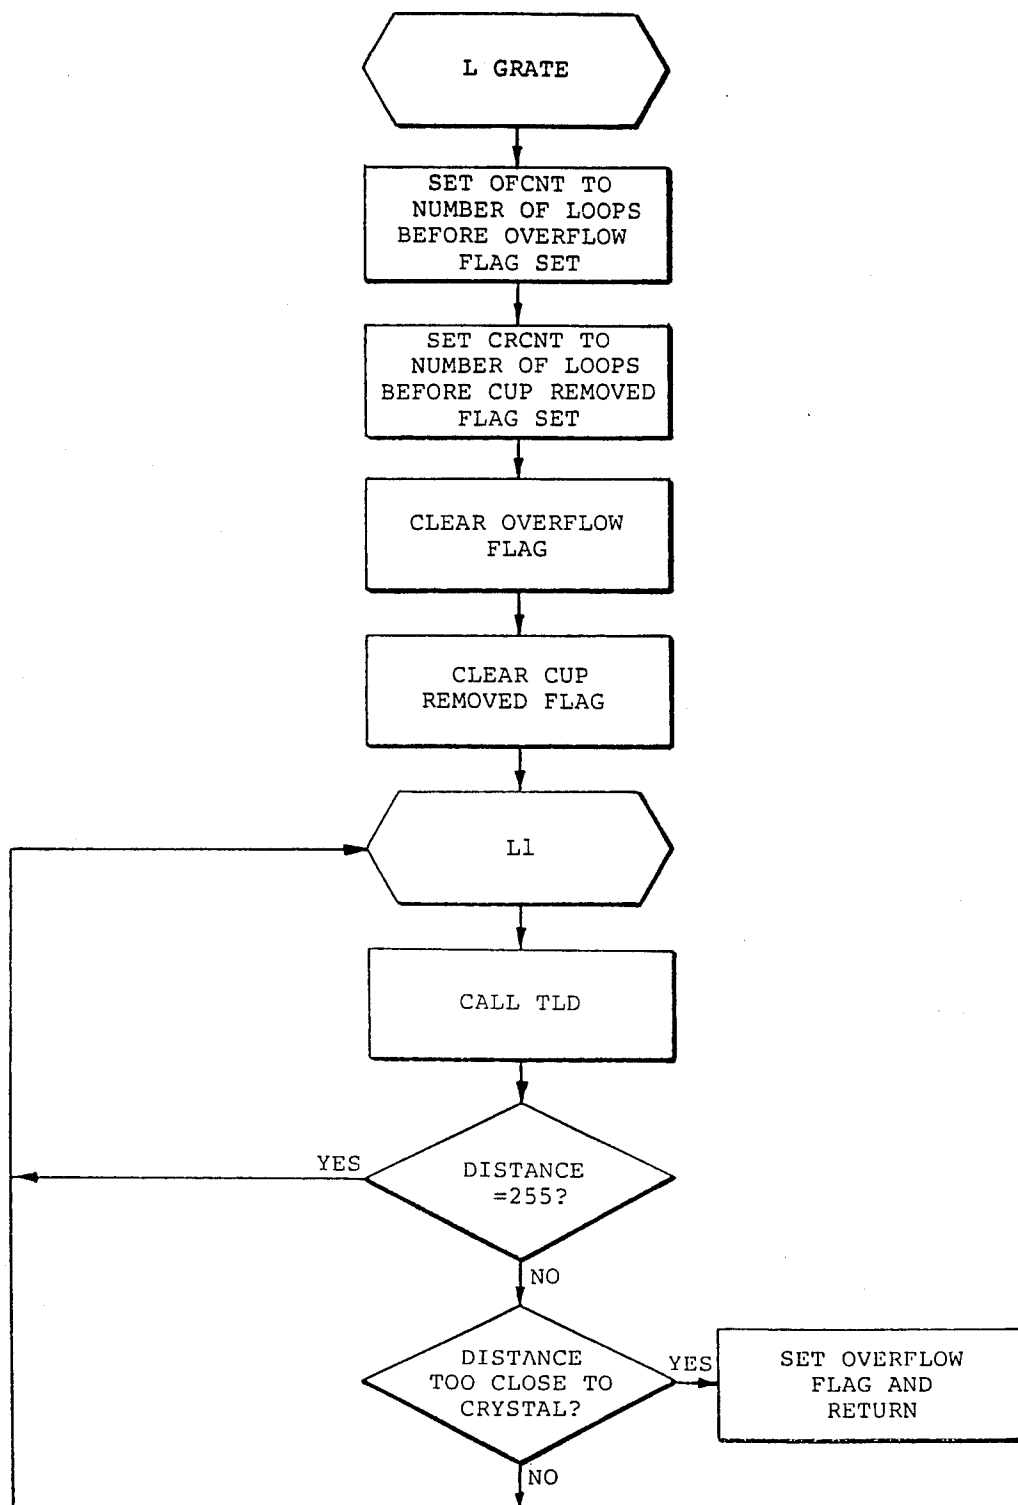 L GRATE
SET OFCNT TO
NUMBER OF LOOPS
BEFORE OVERFLOW
FLAG SET
SET CRCNT TO
NUMBER OF LOOPS
BEFORE CUP REMOVED
FLAG SET
CLEAR OVERFLOW
FLAG
CLEAR CUP
REMOVED FLAG
L1
CALL TLD
YES
DISTANCE
=255?
NO
DISTANCE
TOO CLOSE TO
CRYSTAL?
YES
SET OVERFLOW
FLAG AND
RETURN
NO